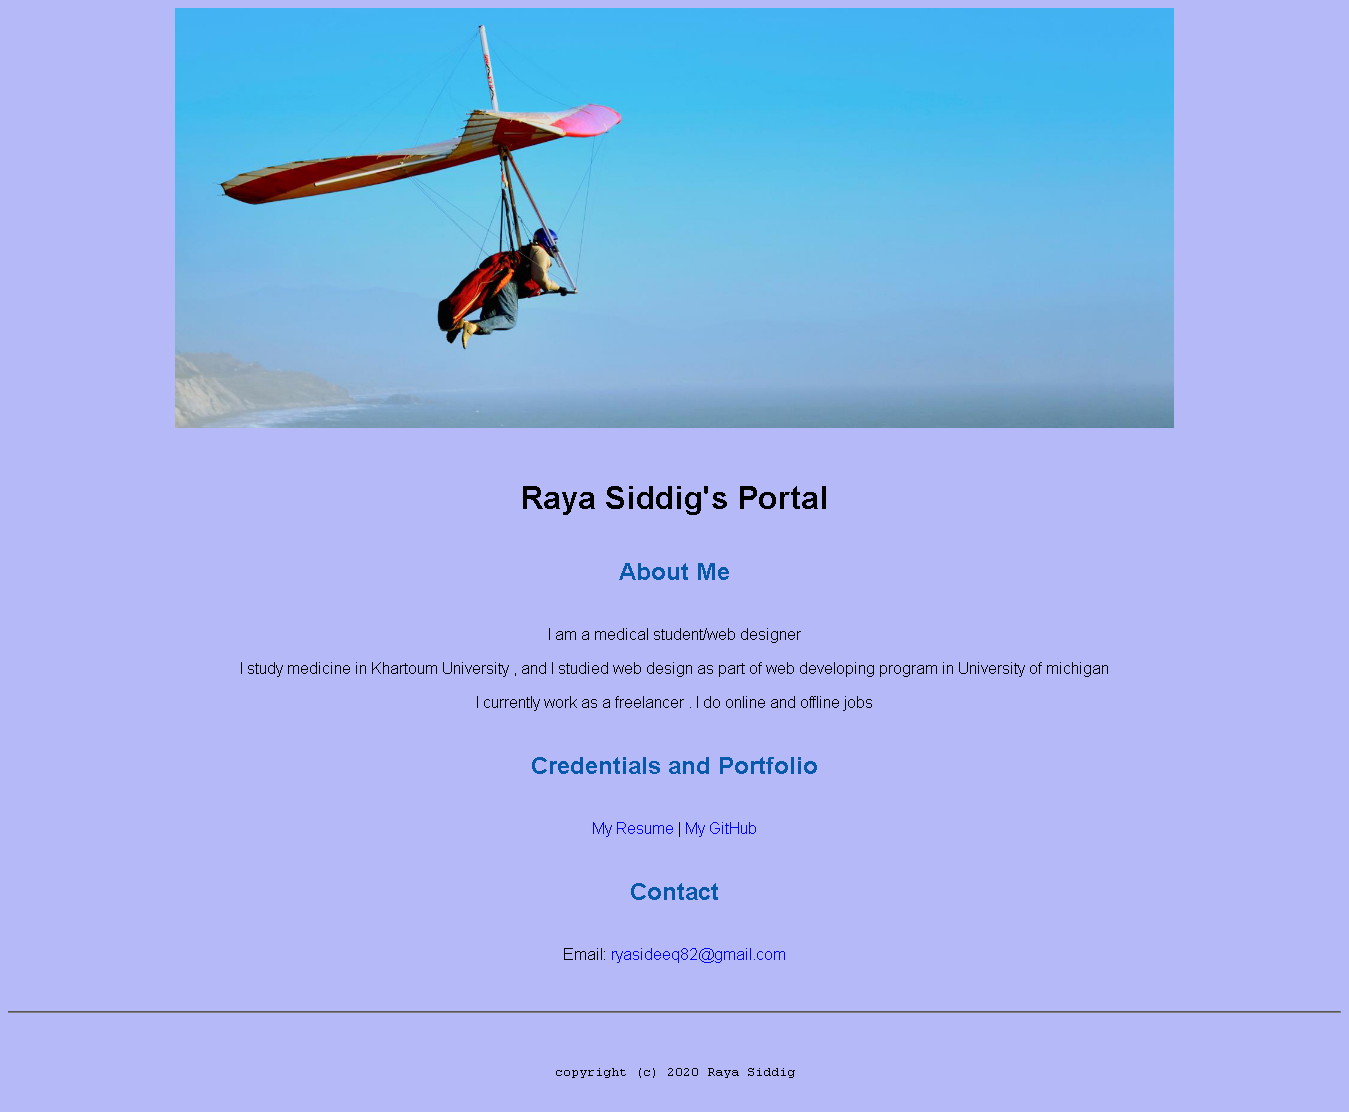 Raya Siddig's Portal
About Me
I am a medical student/web designer
I study medicine in Khartoum University , and I studied web design as part of web developing program in University of michigan
I currently work as a freelancer . I do online and offline jobs
Credentials and Portfolio
My Resume | My GitHub
Contact
Email: ryasideeq82@gmail.com
copyright (c) 2020 Raya Siddig